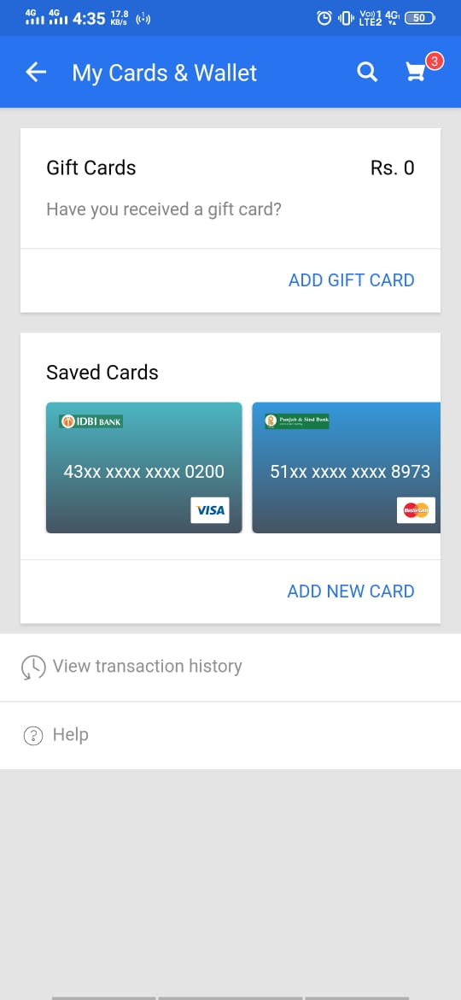 4G 4G 4:35 17.8 KB/s Vo)) 1 4G LTE2 50
My Cards & Wallet 3
Gift Cards Rs. 0
Have you received a gift card?
ADD GIFT CARD
Saved Cards
IDBI BANK Punjab & Sind Bank
43xx xxxx xxxx 0200 51xx xxxx xxxx 8973
VISA MasterCard
ADD NEW CARD
View transaction history
? Help